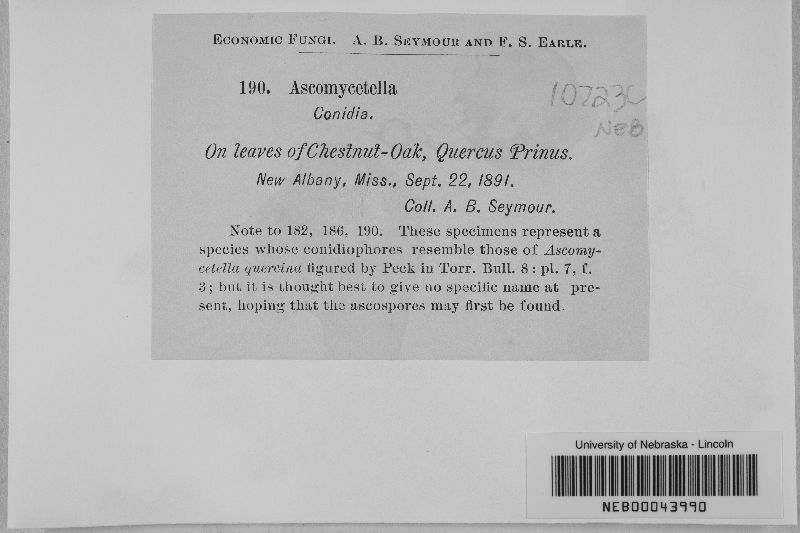 ECONOMIC FUNGI. A. B. SEYMOUR AND F. S. EARLE.
190. Ascomycetella
Conidia.
On leaves of Chestnut-Oak, Quercus Prinus.
New Albany, Miss., Sept. 22, 1891.
Coll. A. B. Seymour.
Note to 182, 186, 190. These specimens represent a
species whose conidiophores resemble those of Ascomy-
cetella quercina figured by Peck in Torr. Bull. 8: pl. 7, f.
3; but it is thought best to give no specific name at pre-
sent, hoping that the ascospores may first be found.
NEB
University of Nebraska - Lincoln
NEB00043990